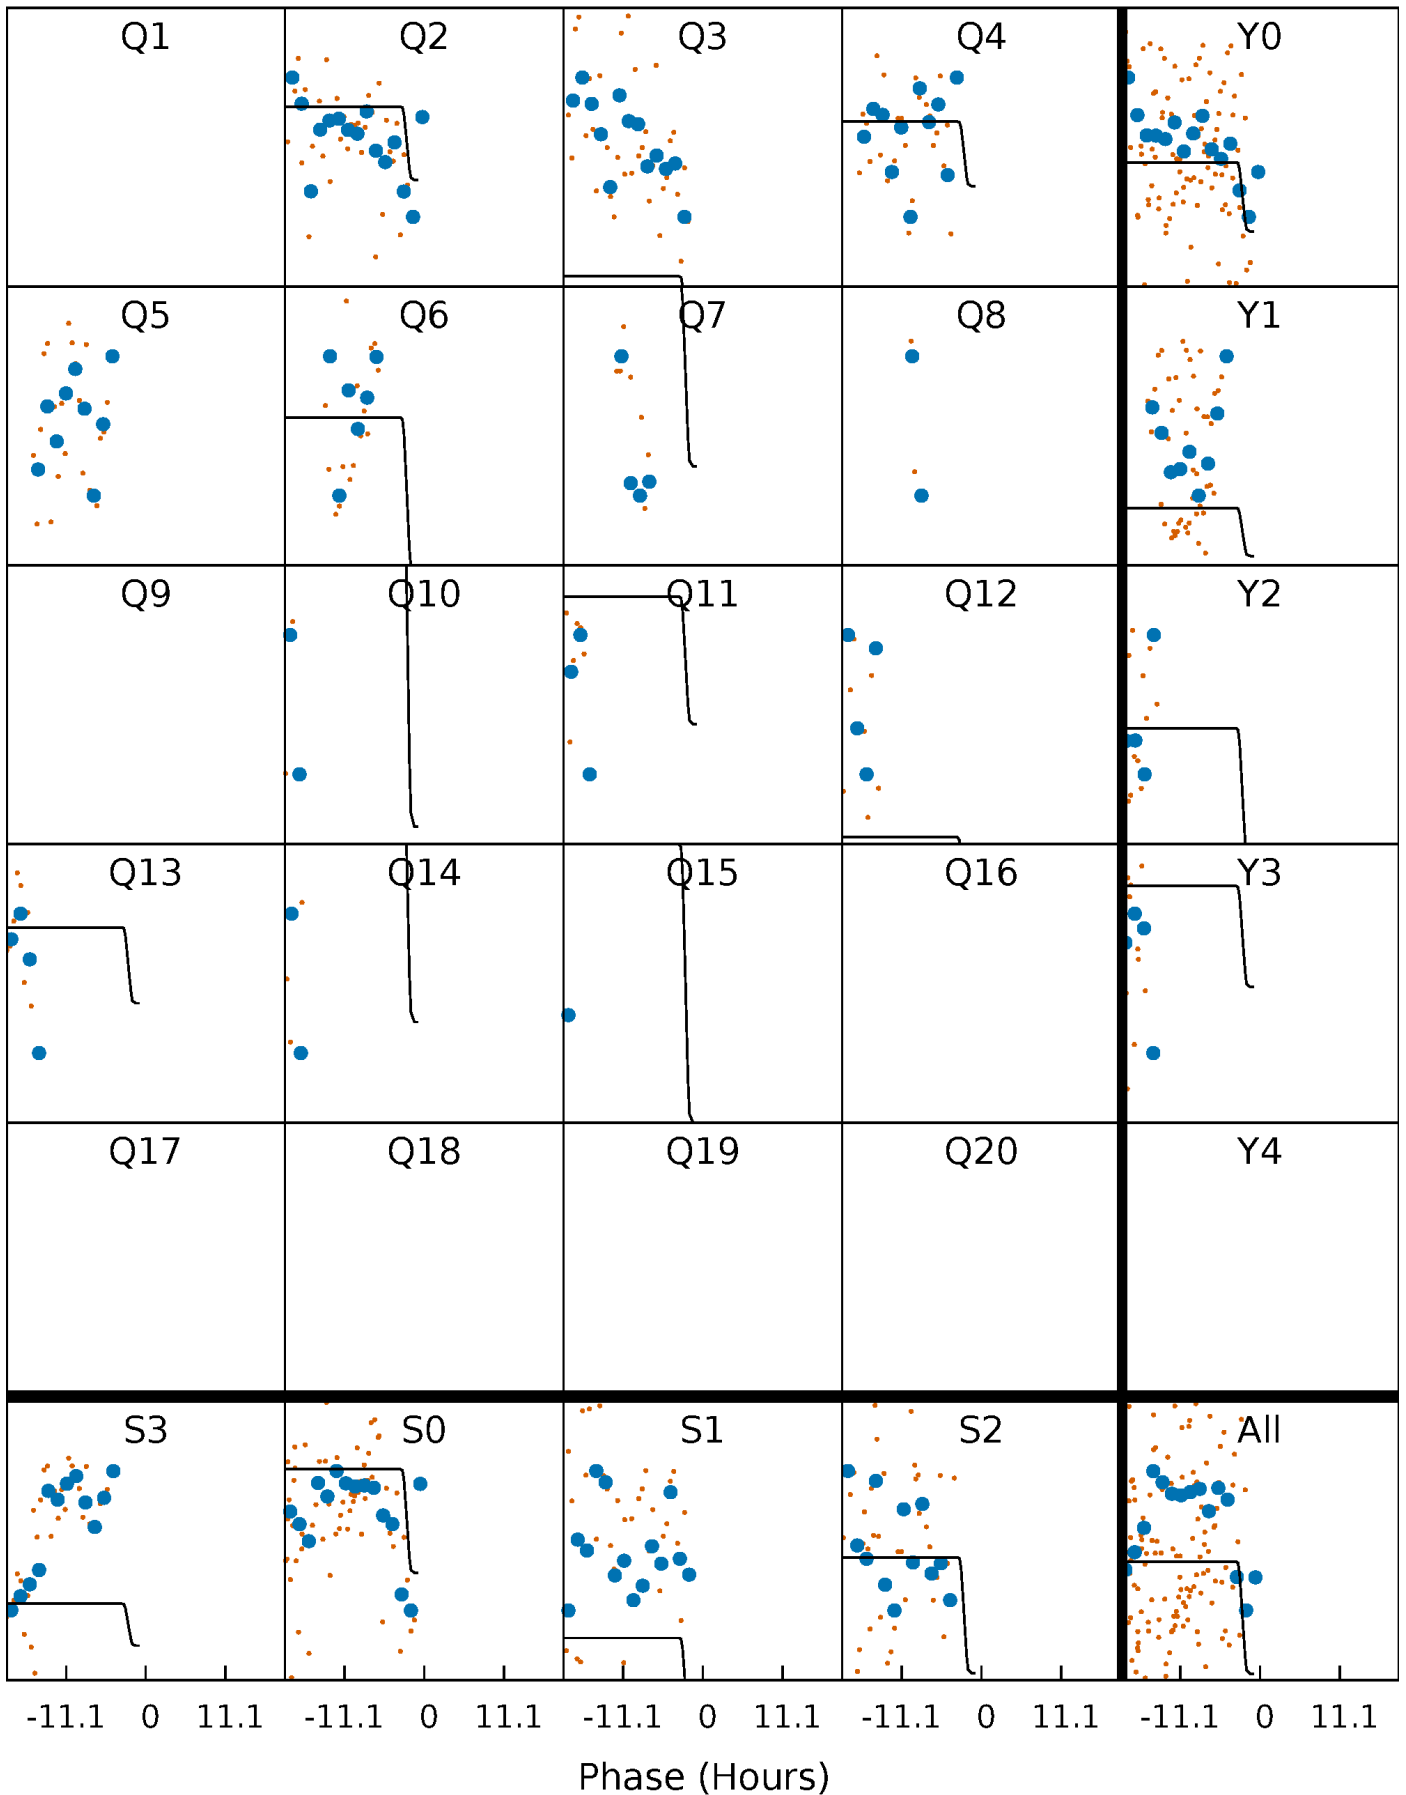 Q1 Q2 Q3 Q4 Y0
Q5 Q6 Q7 Q8 Y1
Q9 Q10 Q11 Q12 Y2
Q13 Q14 Q15 Q16 Y3
Q17 Q18 Q19 Q20 Y4
S3 S0 S1 S2 All
-11.1 0 11.1 -11.1 0 11.1 -11.1 0 11.1 -11.1 0 11.1 -11.1 0 11.1
Phase (Hours)